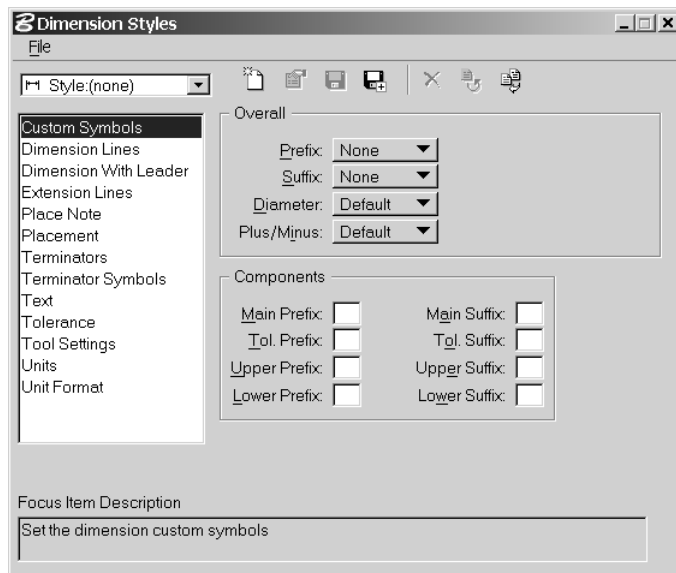 Dimension Styles
File
Style:(none)
Custom Symbols
Dimension Lines
Dimension With Leader
Extension Lines
Place Note
Placement
Terminators
Terminator Symbols
Text
Tolerance
Tool Settings
Units
Unit Format
Overall
Prefix: None
Suffix: None
Diameter: Default
Plus/Minus: Default
Components
Main Prefix: Main Suffix:
Tol. Prefix: Tol. Suffix:
Upper Prefix: Upper Suffix:
Lower Prefix: Lower Suffix:
Focus Item Description
Set the dimension custom symbols